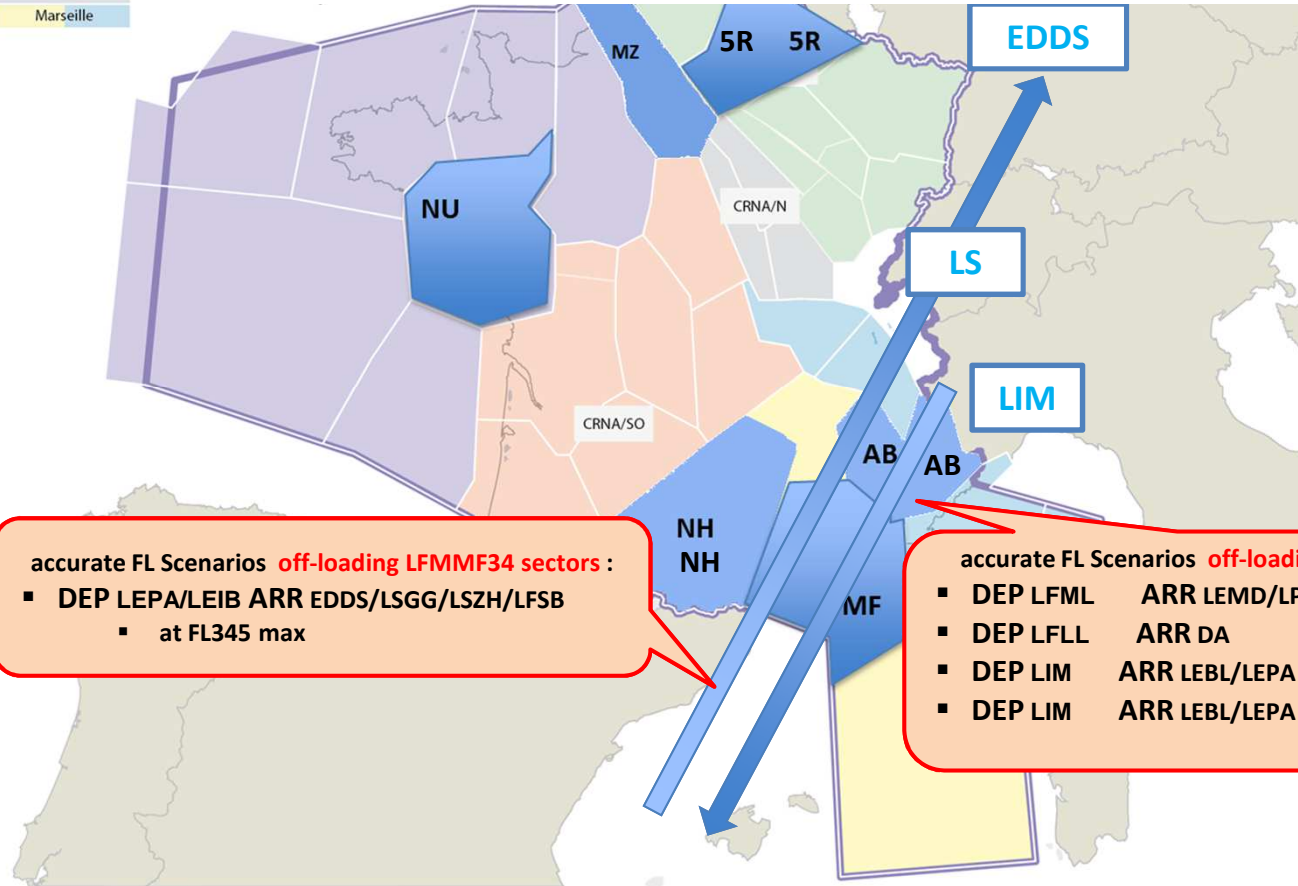 Marseille
MZ
5R 5R
EDDS
NU
CRNA/N
LS
LIM
CRNA/SO
AB
AB
NH
NH
MF
accurate FL Scenarios off-loading LFMMF34 sectors :
▪ DEP LEPA/LEIB ARR EDDS/LSGG/LSZH/LFSB
▪ at FL345 max
accurate FL Scenarios
▪ DEP LFML ARR LEMD/
▪ DEP LFLL ARR DA
▪ DEP LIM ARR LEBL/LEPA
▪ DEP LIM ARR LEBL/LEPA